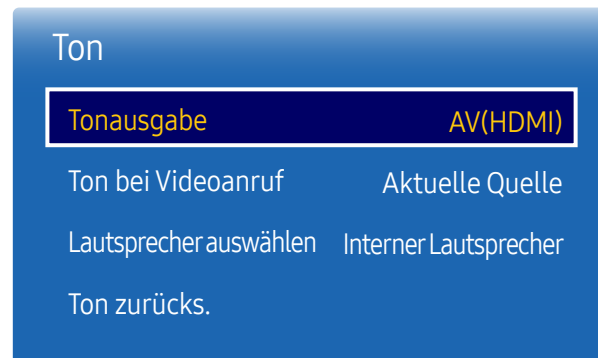 Ton
Tonausgabe AV(HDMI)
Ton bei Videoanruf Aktuelle Quelle
Lautsprecher auswählen Interner Lautsprecher
Ton zurücks.